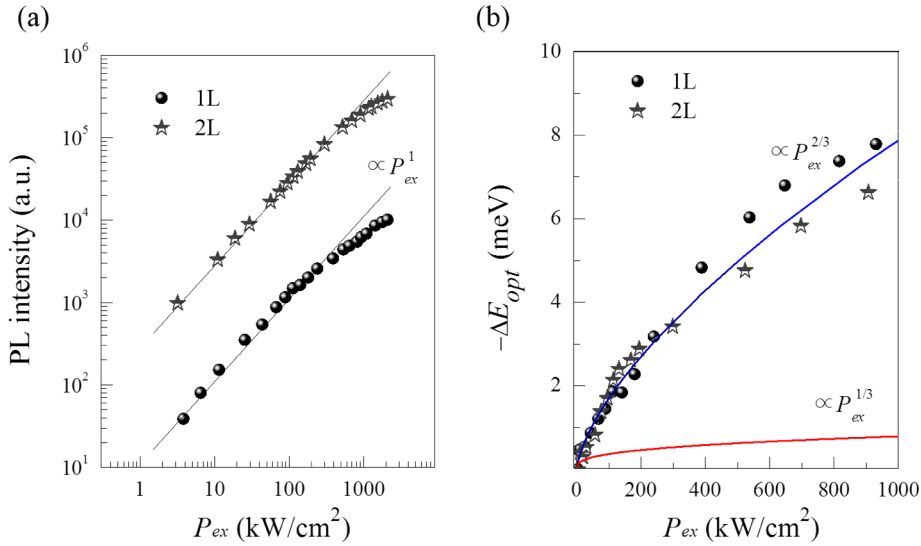 (a)
PL intensity (a.u.)
10^6
10^5
10^4
10^3
10^2
10^1
1L
2L
∝P_ex^1
1 10 100 1000
P_ex (kW/cm^2)
(b)
−ΔE_opt (meV)
10
8
6
4
2
1L
2L
∝P_ex^{2/3}
∝P_ex^{1/3}
0 200 400 600 800 1000
P_ex (kW/cm^2)